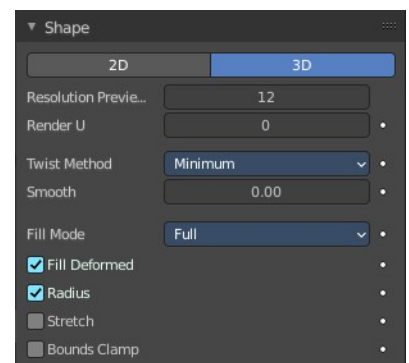 Shape
2D 3D
Resolution Previe... 12
Render U 0
Twist Method Minimum
Smooth 0.00
Fill Mode Full
Fill Deformed
Radius
Stretch
Bounds Clamp